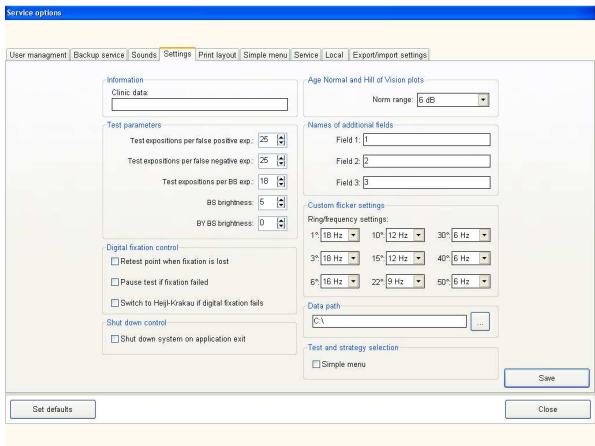 Service options
User managment Backup service Sounds Settings Print layout Simple menu Service Local Export/import settings
Information
Clinic data:
Test parameters
Test expositions per false positive exp.: 25
Test expositions per false negative exp.: 25
Test expositions per BS exp.: 18
BS brightness: 5
BY BS brightness: 0
Digital fixation control
Retest point when fixation is lost
Pause test if fixation failed
Switch to Heijl-Krakau if digital fixation fails
Shut down control
Shut down system on application exit
Age Normal and Hill of Vision plots
Norm range: 6 dB
Names of additional fields
Field 1: 1
Field 2: 2
Field 3: 3
Custom flicker settings
Ring/frequency settings:
1°: 18 Hz 10°: 12 Hz 30°: 6 Hz
3°: 18 Hz 15°: 12 Hz 40°: 6 Hz
6°: 16 Hz 22°: 9 Hz 50°: 6 Hz
Data path
C:\
...
Test and strategy selection
Simple menu
Save
Set defaults
Close